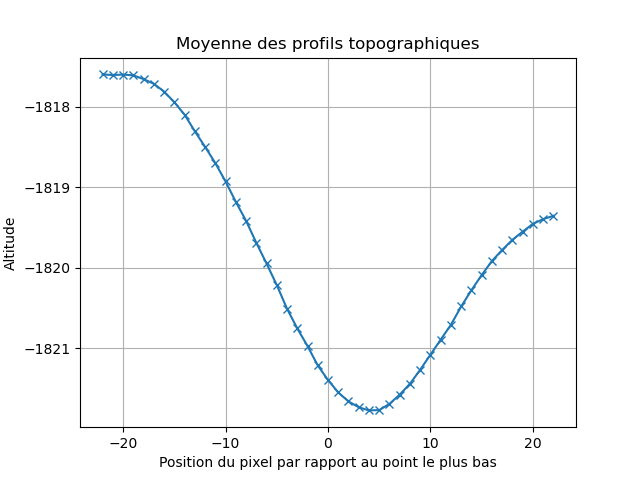 Moyenne des profils topographiques
−1818
−1819
−1820
−1821
Altitude
−20 −10 0 10 20
Position du pixel par rapport au point le plus bas